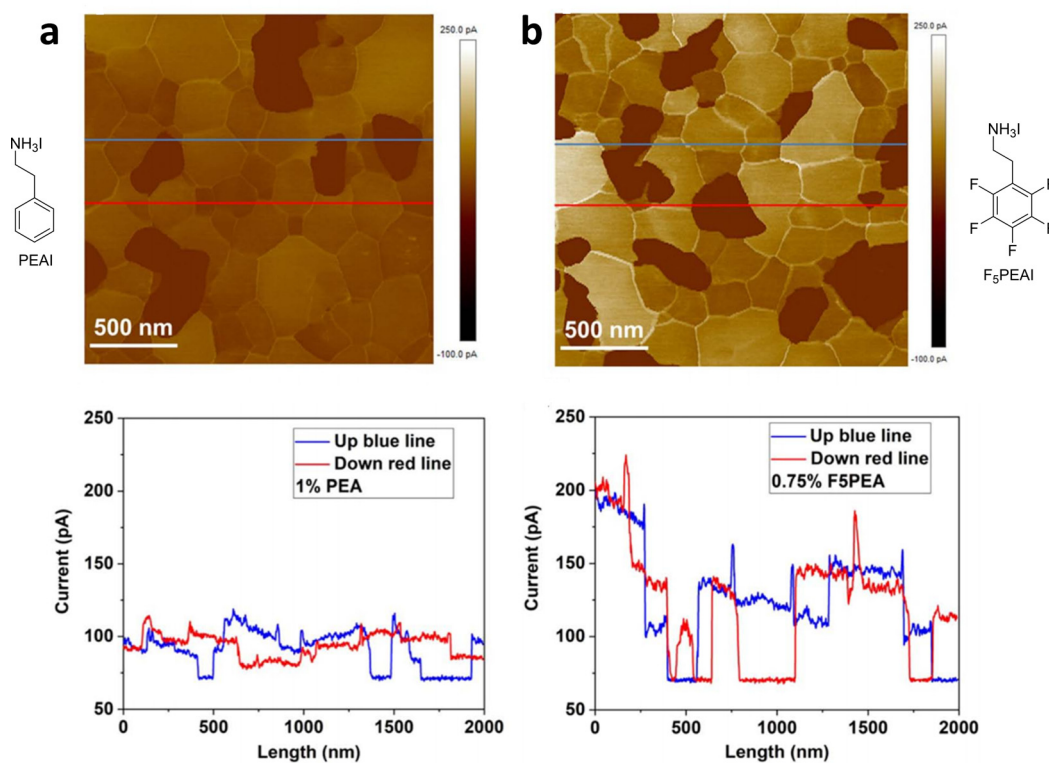 a
250.0 pA
-100.0 pA
500 nm
NH3I
PEAI
b
250.0 pA
-100.0 pA
500 nm
NH3I
F
F
F
F
F
F5PEAI
250
200
150
100
50
Current (pA)
0
500
1000
1500
2000
Length (nm)
Up blue line
Down red line
1% PEA
250
200
150
100
50
Current (pA)
0
500
1000
1500
2000
Length (nm)
Up blue line
Down red line
0.75% F5PEA